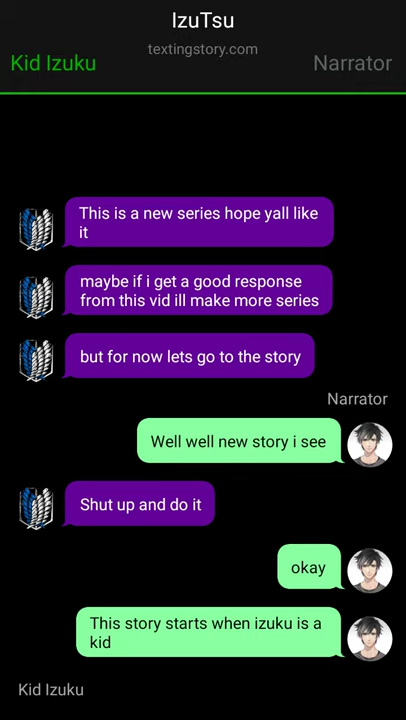 IzuTsu
textingstory.com
Kid Izuku
Narrator
This is a new series hope yall like
it
maybe if i get a good response
from this vid ill make more series
but for now lets go to the story
Narrator
Well well new story i see
Shut up and do it
okay
This story starts when izuku is a
kid
Kid Izuku